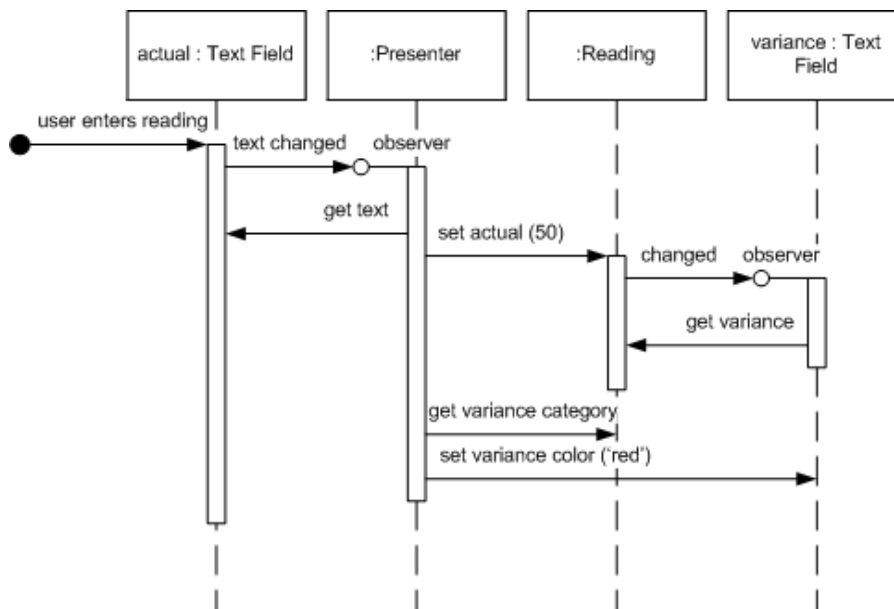 actual : Text Field
:Presenter
:Reading
variance : Text
Field
user enters reading
text changed
observer
get text
set actual (50)
changed
observer
get variance
get variance category
set variance color (‘red’)